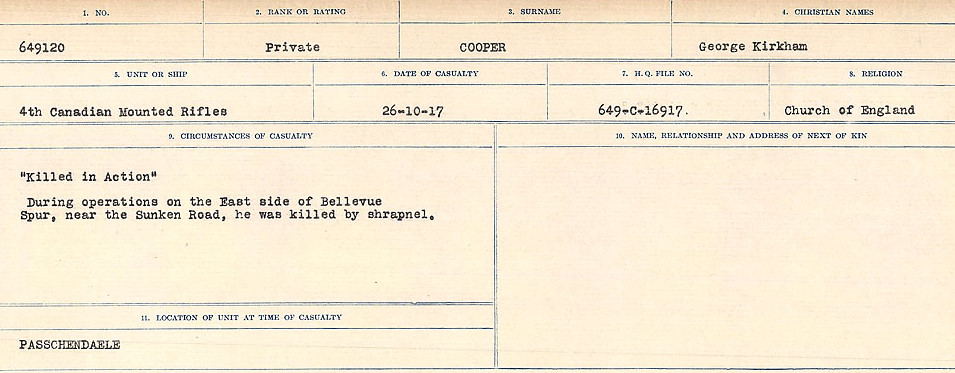 1. NO.
2. RANK OR RATING
3. SURNAME
4. CHRISTIAN NAMES
649120
Private
COOPER
George Kirkham
5. UNIT OR SHIP
6. DATE OF CASUALTY
7. H.Q. FILE NO.
8. RELIGION
4th Canadian Mounted Rifles
26-10-17
649-C-16917.
Church of England
9. CIRCUMSTANCES OF CASUALTY
10. NAME, RELATIONSHIP AND ADDRESS OF NEXT OF KIN
"Killed in Action"
During operations on the East side of Bellevue
Spur, near the Sunken Road, he was killed by shrapnel.
11. LOCATION OF UNIT AT TIME OF CASUALTY
PASSCHENDAELE